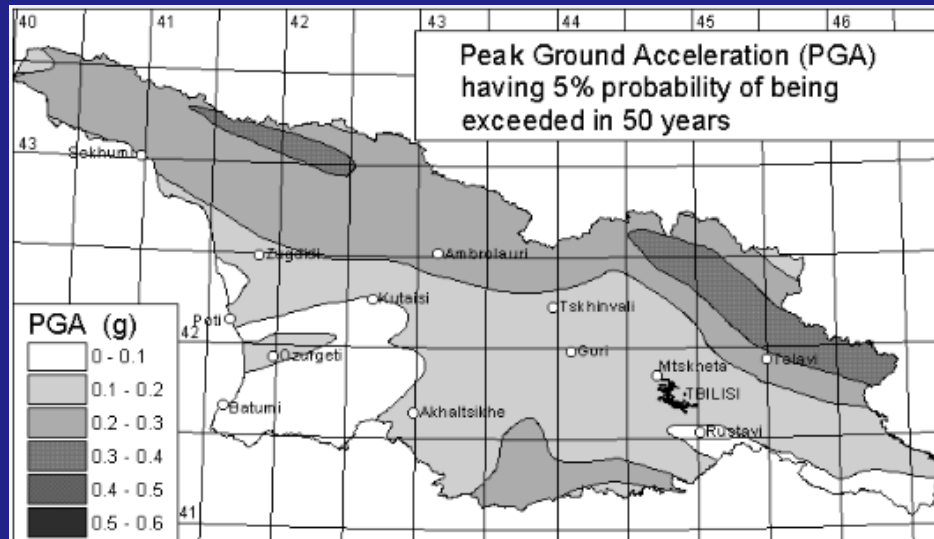 40 41 43 44 45 46
Peak Ground Acceleration (PGA)
having 5% probability of being
exceeded in 50 years
43
Sokhumi
Zugdidi
Ambrolauri
Kutaisi
Tskhinvali
PGA (g)
Poti
42
0 - 0.1
Ozurgeti
Guri
Telavi
0.1 - 0.2
Mtskheta
TBILISI
0.2 - 0.3
Batumi
Akhaltsikhe
Rustavi
0.3 - 0.4
0.4 - 0.5
41
0.5 - 0.6